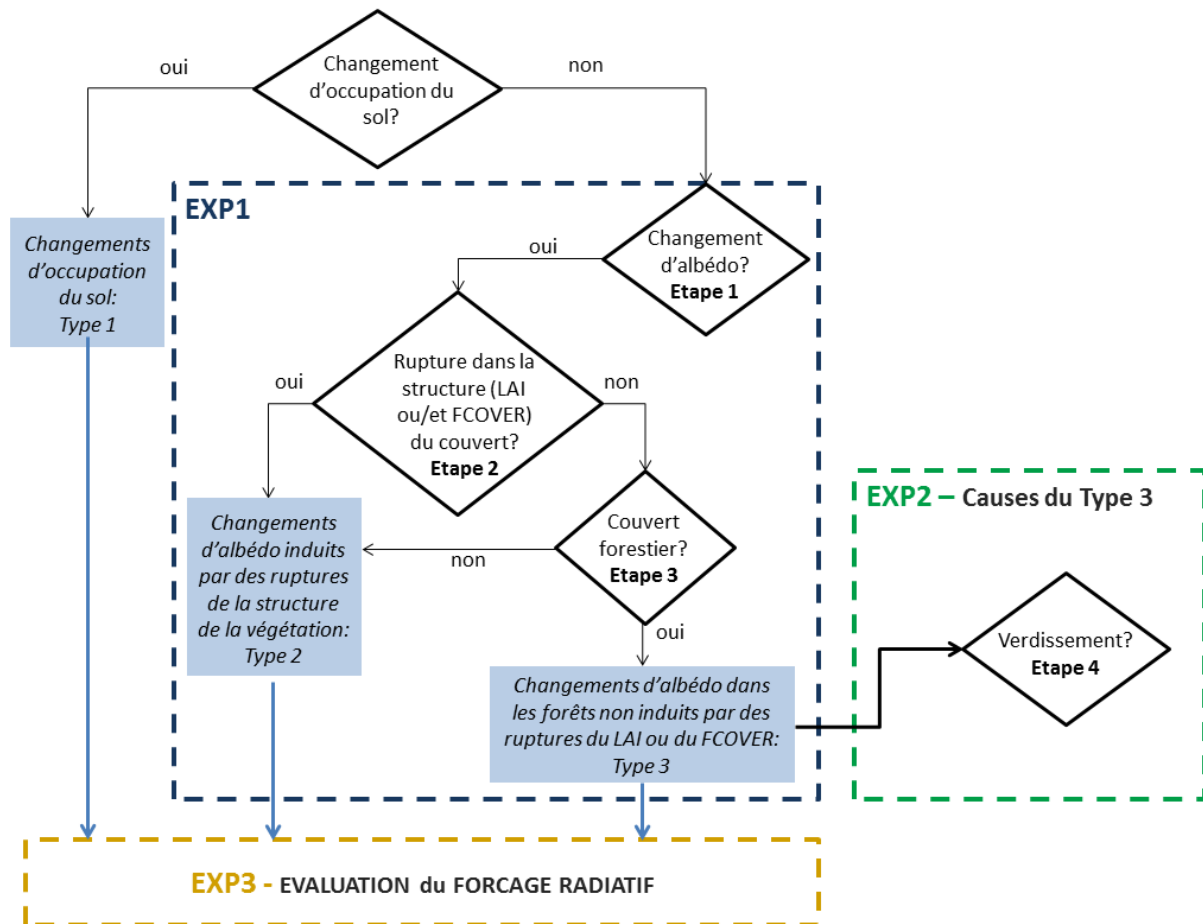 oui
Changement
d'occupation du
sol?
non
EXP1
Changements
d'occupation
du sol:
Type 1
oui
Changement
d'albédo?
Etape 1
oui
Rupture dans la
structure (LAI
ou/et FCOVER)
du couvert?
Etape 2
non
Changements
d'albédo induits
par des ruptures
de la structure
de la végétation:
Type 2
non
Couvert
forestier?
Etape 3
oui
Changements d'albédo dans
les forêts non induits par des
ruptures du LAI ou du FCOVER:
Type 3
EXP2 – Causes du Type 3
Verdissement?
Etape 4
EXP3 - EVALUATION du FORCAGE RADIATIF